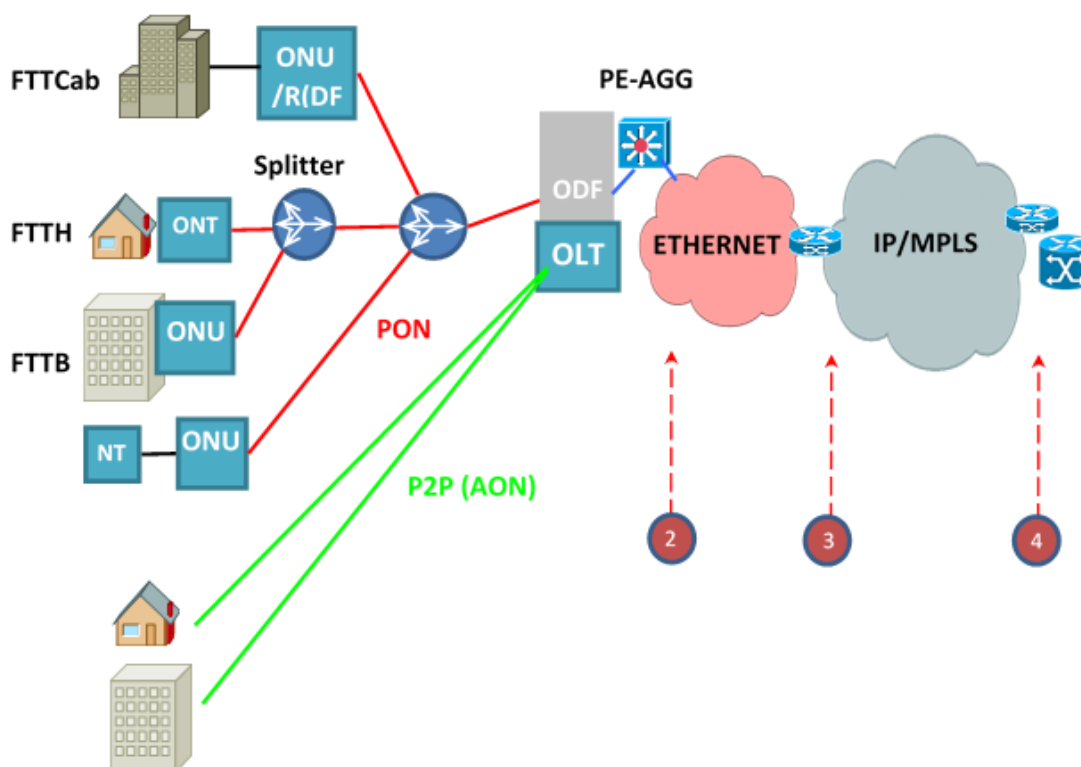 ONU
/R(DF
FTTCab
PE-AGG
Splitter
FTTH
ONT
ODF
ETHERNET
IP/MPLS
OLT
ONU
PON
FTTB
NT
ONU
P2P (AON)
2
3
4